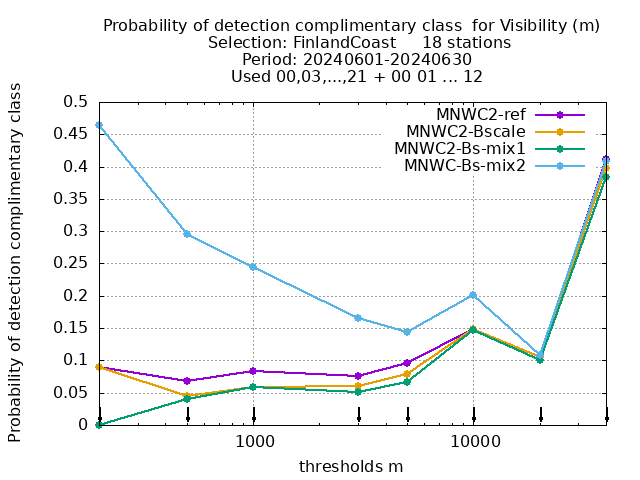 Probability of detection complimentary class  for Visibility (m)
Selection: FinlandCoast     18 stations
Period: 20240601-20240630
Used 00,03,...,21 + 00 01 ... 12
Probability of detection complimentary class
0.5
0.45
0.4
0.35
0.3
0.25
0.2
0.15
0.1
0.05
0
MNWC2-ref
MNWC2-Bscale
MNWC2-Bs-mix1
MNWC-Bs-mix2
1000
10000
thresholds m